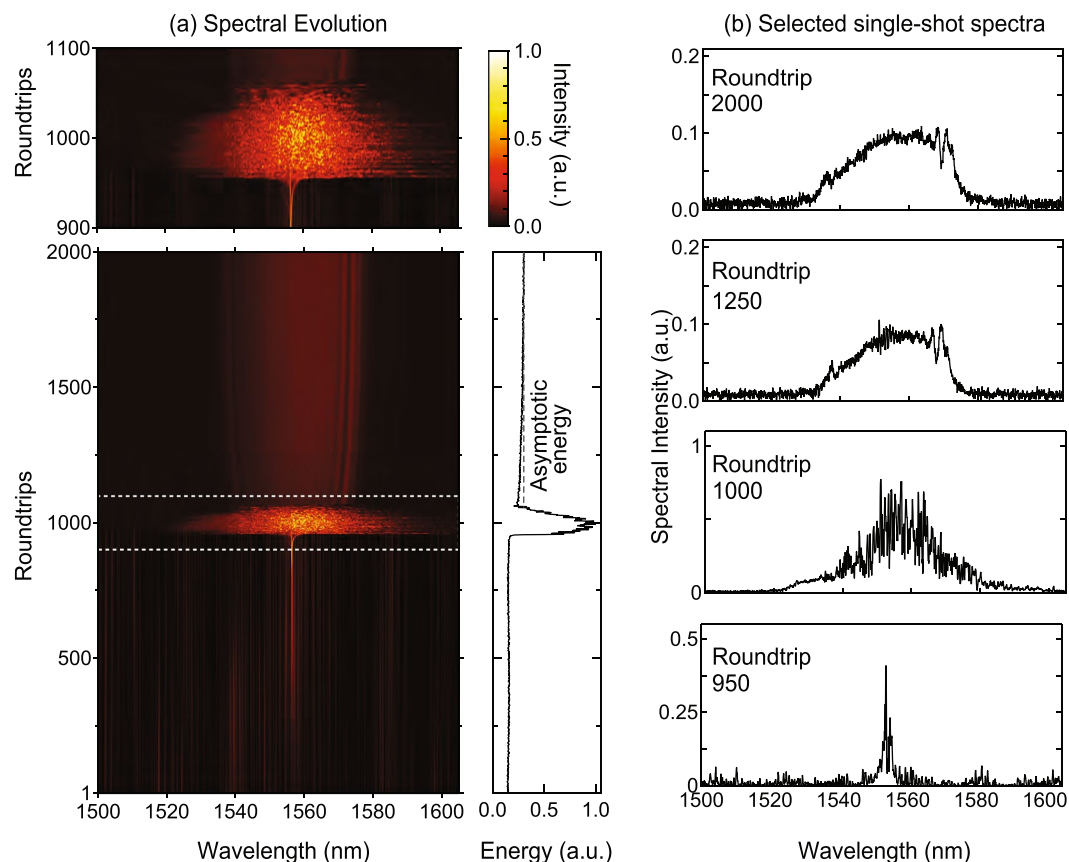 (a) Spectral Evolution
(b) Selected single-shot spectra
1100
1000
900
Roundtrips
1.0
0.5
0.0
Intensity (a.u.)
2000
1500
1000
500
1
Roundtrips
1500 1520 1540 1560 1580 1600
Wavelength (nm)
Asymptotic
energy
0.0 0.5 1.0
Energy (a.u.)
0.2
0.1
0.0
Roundtrip
2000
0.2
0.1
0.0
Roundtrip
1250
Spectral Intensity (a.u.)
1
0
Roundtrip
1000
0.5
0.25
0
Roundtrip
950
1500 1520 1540 1560 1580 1600
Wavelength (nm)